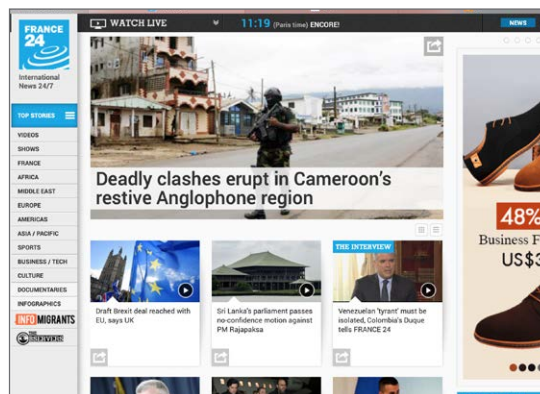 FRANCE
24
International
News 24/7
WATCH LIVE
11:19 (Paris time) ENCORE!
NEWS
TOP STORIES
VIDEOS
SHOWS
FRANCE
AFRICA
MIDDLE EAST
EUROPE
AMERICAS
ASIA / PACIFIC
SPORTS
BUSINESS / TECH
CULTURE
DOCUMENTARIES
INFOGRAPHICS
INFOMIGRANTS
THE
OBSERVERS
Deadly clashes erupt in Cameroon's
restive Anglophone region
Draft Brexit deal reached with
EU, says UK
Sri Lanka's parliament passes
no-confidence motion against
PM Rajapaksa
THE INTERVIEW
Venezuelan 'tyrant' must be
isolated, Colombia's Duque
tells FRANCE 24
48%
Business F
US$3